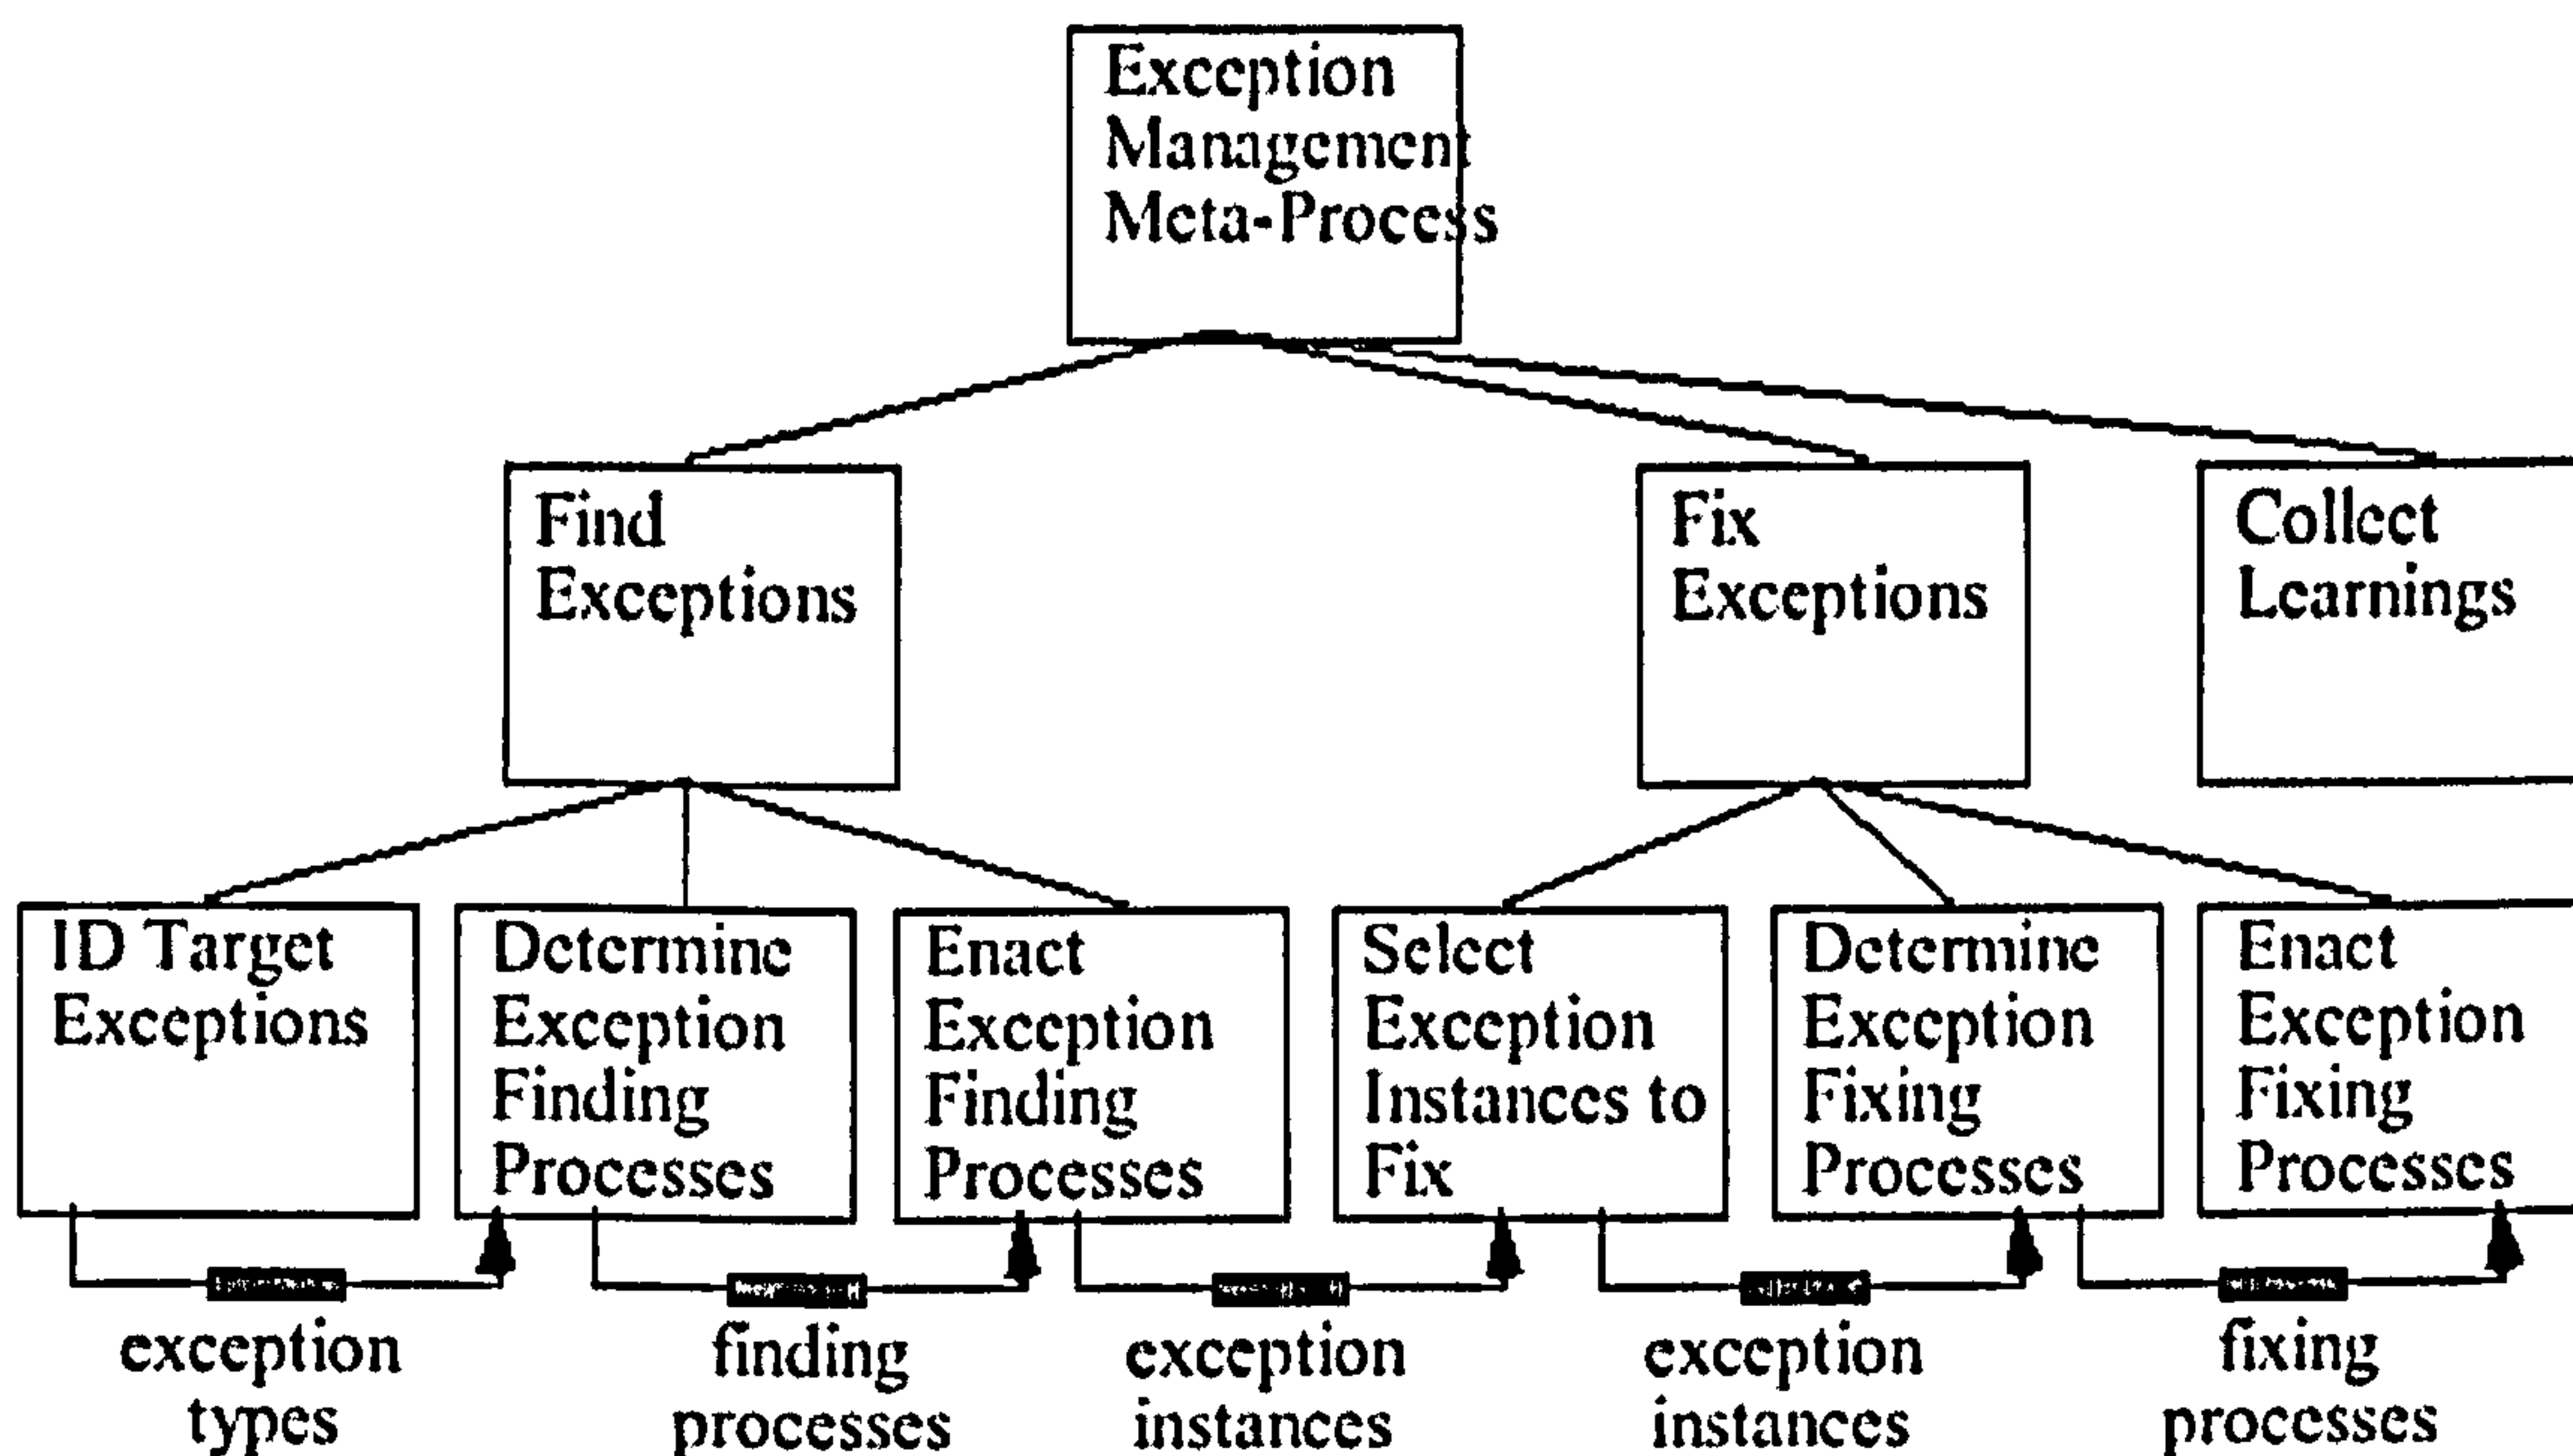 Exception
Management
Meta-Process
Find
Exceptions
Fix
Exceptions
Collect
Learnings
ID Target
Exceptions
Determine
Exception
Finding
Processes
Enact
Exception
Finding
Processes
Select
Exception
Instances to
Fix
Determine
Exception
Fixing
Processes
Enact
Exception
Fixing
Processes
exception
types
finding
processes
exception
instances
exception
instances
fixing
processes